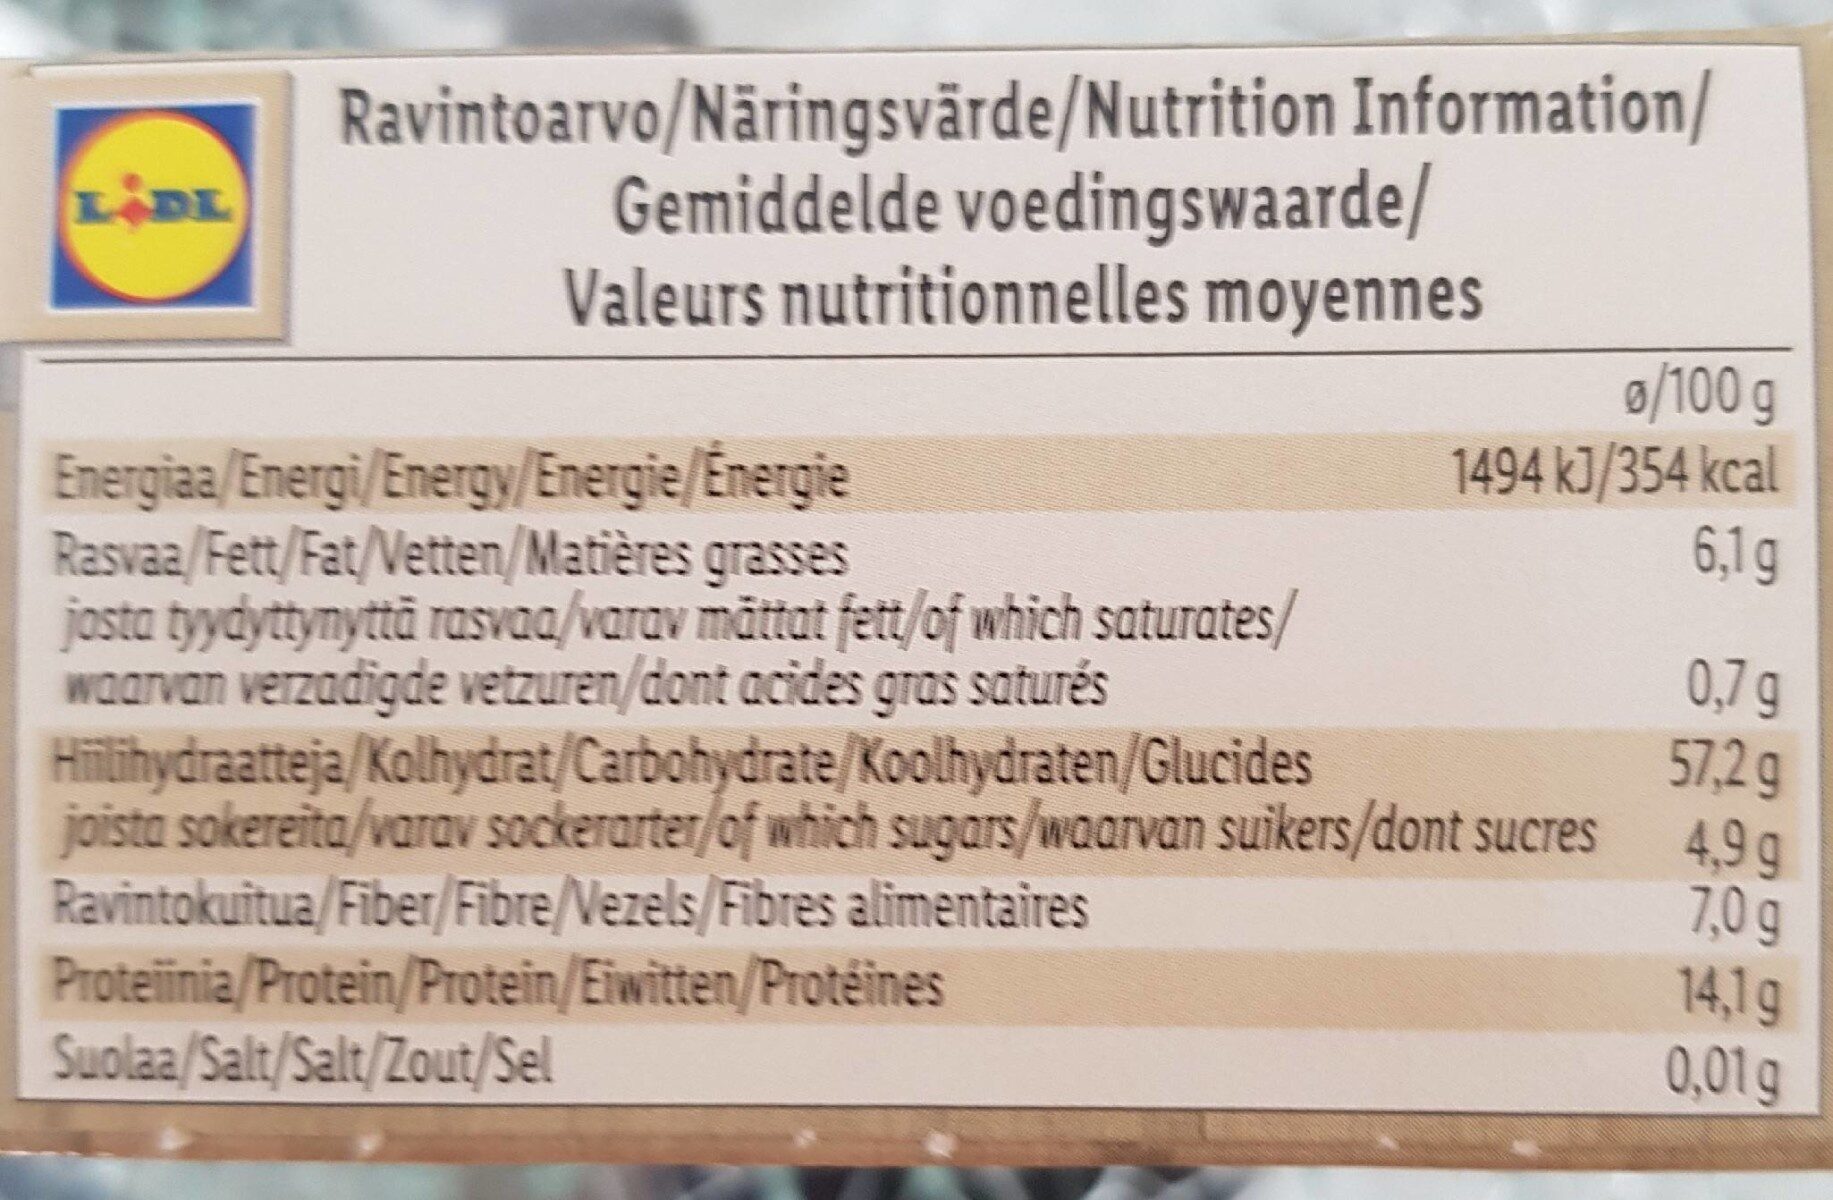 LIDL
Ravintoarvo/Näringsvärde/Nutrition Information/
Gemiddelde voedingswaarde/
Valeurs nutritionnelles moyennes
ø/100 g
Energiaa/Energi/Energy/Energie/Énergie 1494 kJ/354 kcal
Rasvaa/Fett/Fat/Vetten/Matières grasses 6,1 g
josta tyydyttynyttä rasvaa/varav mättat fett/of which saturates/
waarvan verzadigde vetzuren/dont acides gras saturés 0,7 g
Hiilihydraatteja/Kolhydrat/Carbohydrate/Koolhydraten/Glucides 57,2 g
joista sokereita/varav sockerarter/of which sugars/waarvan suikers/dont sucres 4,9 g
Ravintokuitua/Fiber/Fibre/Vezels/Fibres alimentaires 7,0 g
Proteiinia/Protein/Protein/Eiwitten/Protéines 14,1 g
Suolaa/Salt/Salt/Zout/Sel 0,01 g